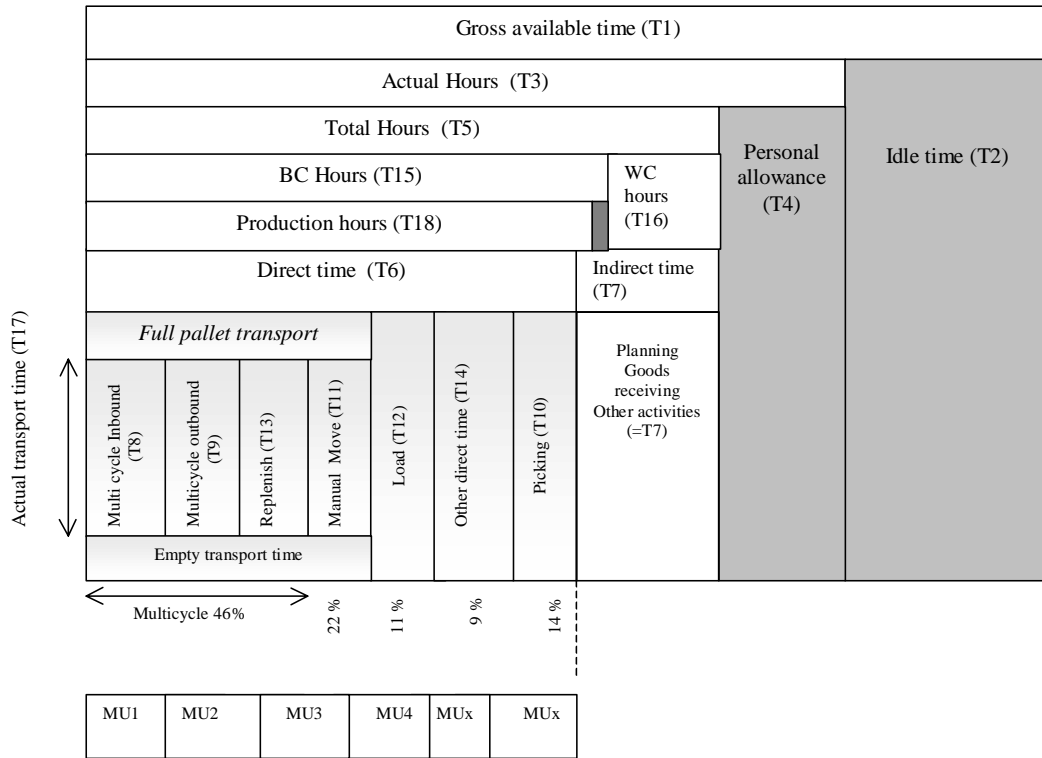 Gross available time (T1)
Actual Hours (T3)
Total Hours (T5)
Personal
allowance
(T4)
Idle time (T2)
BC Hours (T15)
WC
hours
(T16)
Production hours (T18)
Direct time (T6)
Indirect time
(T7)
Actual transport time (T17)
Full pallet transport
Multi cycle Inbound
(T8)
Multicycle outbound
(T9)
Replenish (T13)
Manual Move (T11)
Load (T12)
Other direct time (T14)
Picking (T10)
Planning
Goods
receiving
Other activities
(=T7)
Empty transport time
Multicycle 46%
22 %
11 %
9 %
14 %
MU1
MU2
MU3
MU4
MUx
MUx